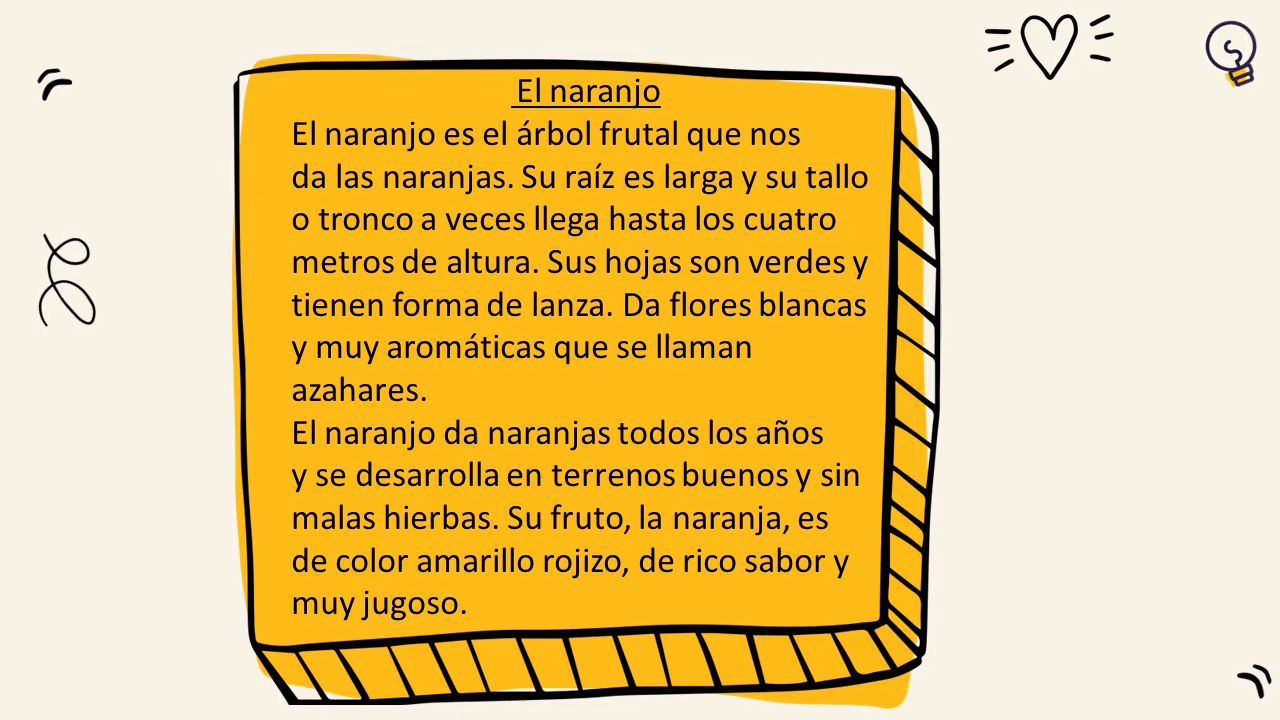 El naranjo
El naranjo es el árbol frutal que nos
da las naranjas. Su raíz es larga y su tallo
o tronco a veces llega hasta los cuatro
metros de altura. Sus hojas son verdes y
tienen forma de lanza. Da flores blancas
y muy aromáticas que se llaman
azahares.
El naranjo da naranjas todos los años
y se desarrolla en terrenos buenos y sin
malas hierbas. Su fruto, la naranja, es
de color amarillo rojizo, de rico sabor y
muy jugoso.